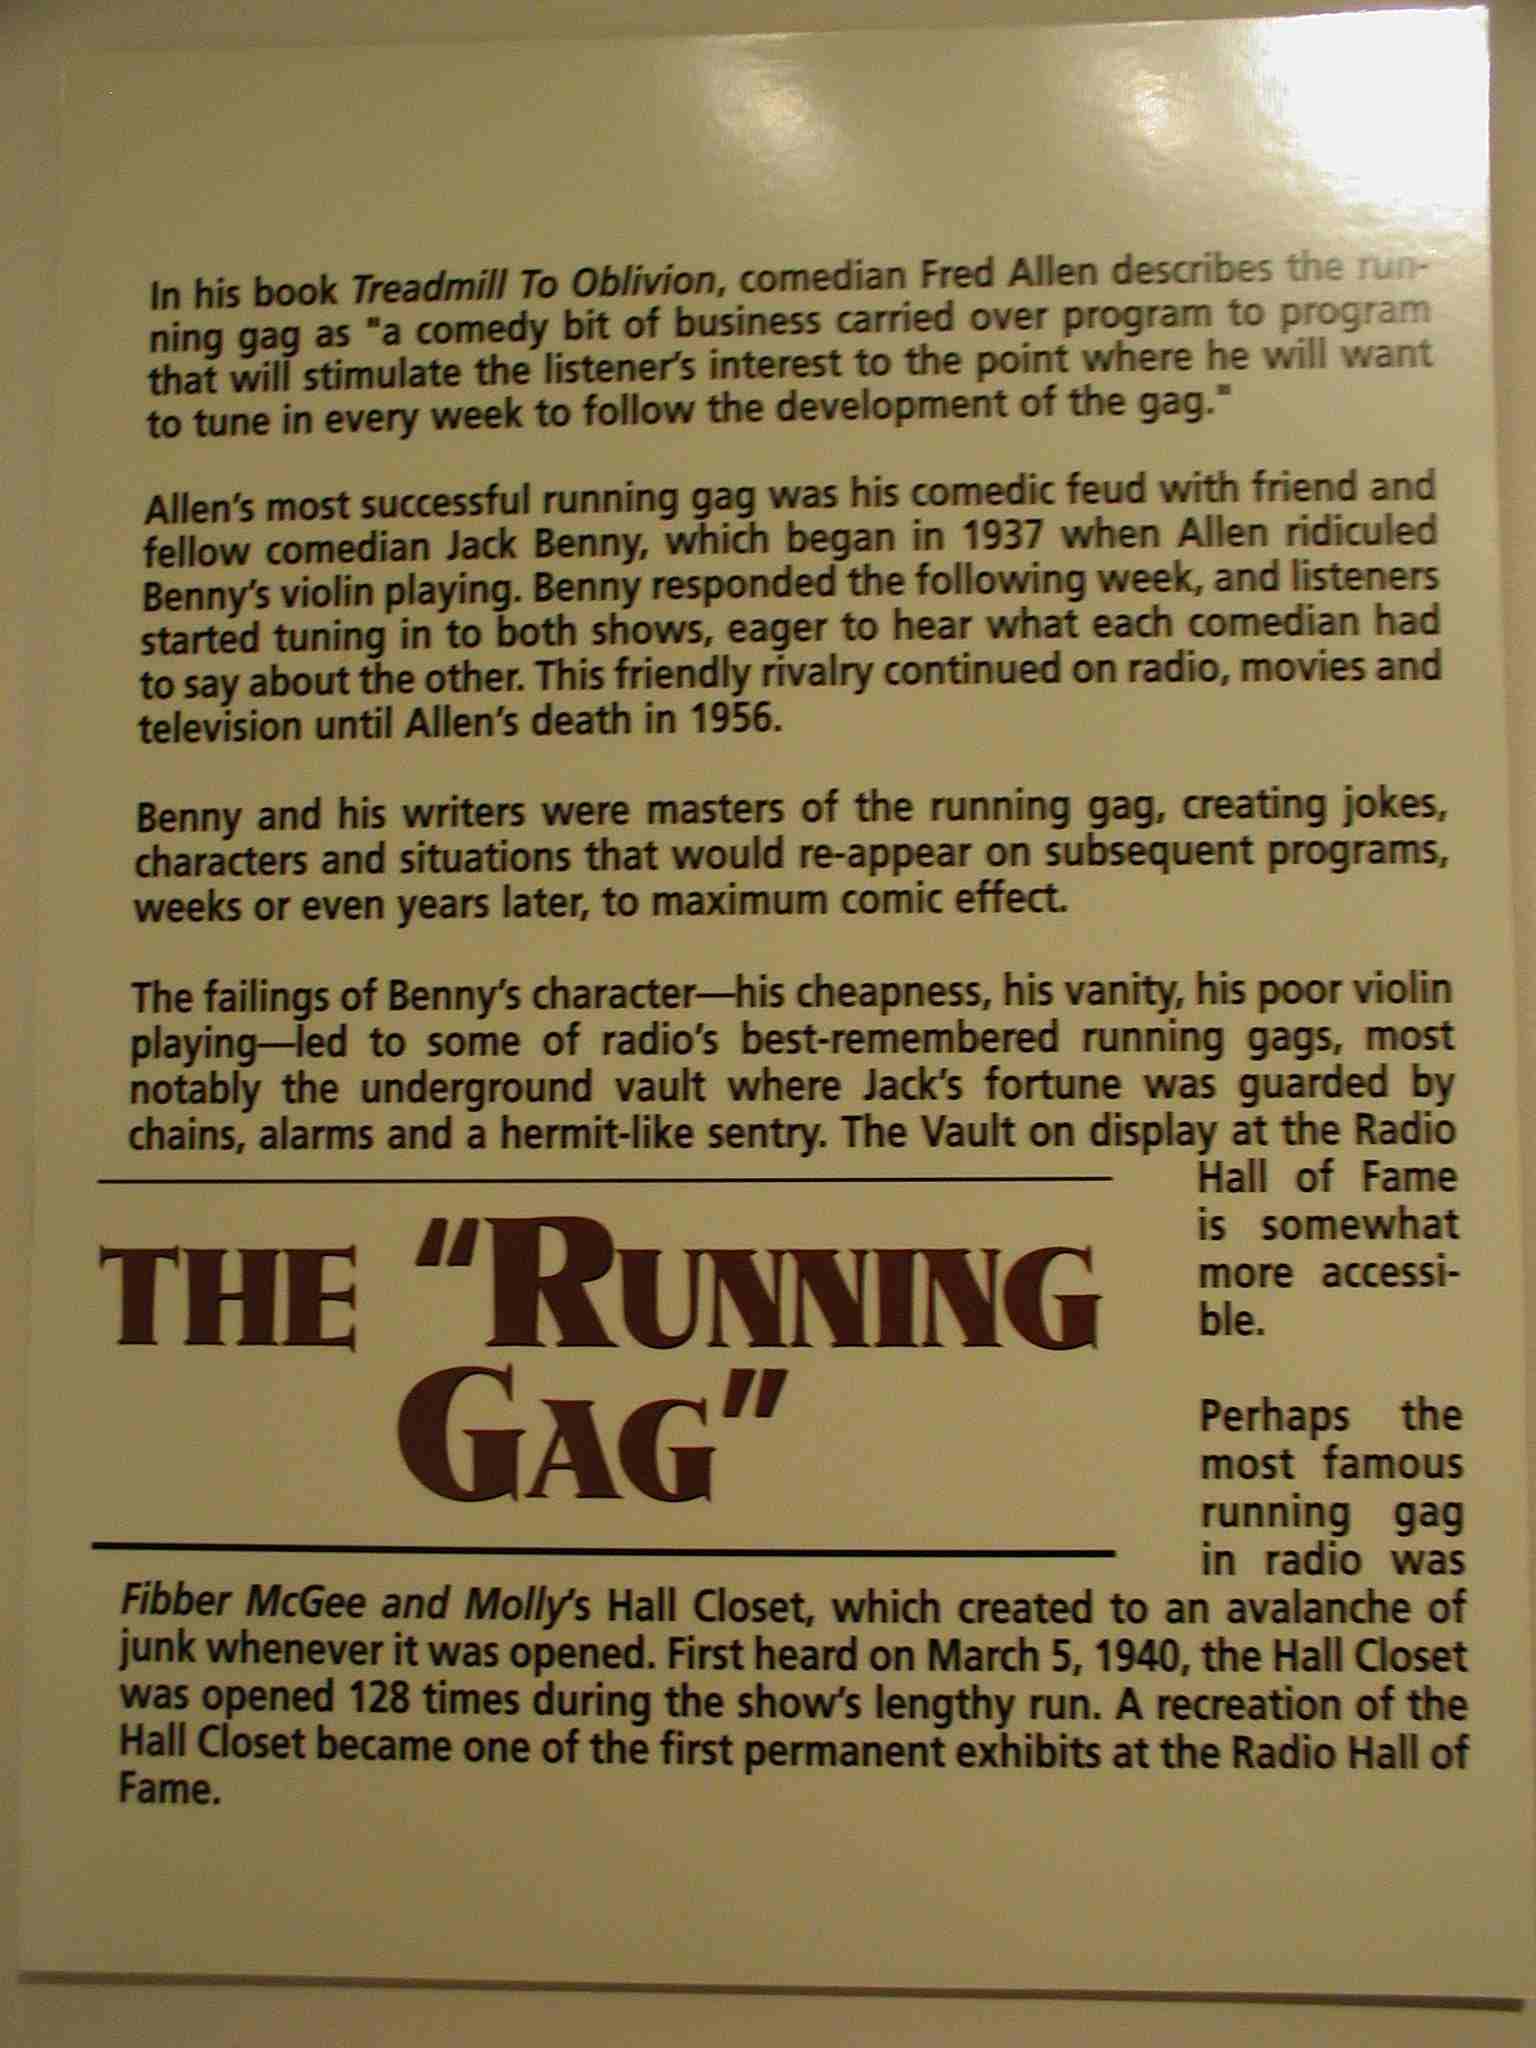 In his book Treadmill To Oblivion, comedian Fred Allen describes the run-
ning gag as "a comedy bit of business carried over program to program
that will stimulate the listener's interest to the point where he will want
to tune in every week to follow the development of the gag."
Allen's most successful running gag was his comedic feud with friend and
fellow comedian Jack Benny, which began in 1937 when Allen ridiculed
Benny's violin playing. Benny responded the following week, and listeners
started tuning in to both shows, eager to hear what each comedian had
to say about the other. This friendly rivalry continued on radio, movies and
television until Allen's death in 1956.
Benny and his writers were masters of the running gag, creating jokes,
characters and situations that would re-appear on subsequent programs,
weeks or even years later, to maximum comic effect.
The failings of Benny's character—his cheapness, his vanity, his poor violin
playing—led to some of radio's best-remembered running gags, most
notably the underground vault where Jack's fortune was guarded by
chains, alarms and a hermit-like sentry. The Vault on display at the Radio
Hall of Fame
is somewhat
more accessi-
ble.
THE "RUNNING
GAG"
Perhaps the
most famous
running gag
in radio was
Fibber McGee and Molly's Hall Closet, which created to an avalanche of
junk whenever it was opened. First heard on March 5, 1940, the Hall Closet
was opened 128 times during the show's lengthy run. A recreation of the
Hall Closet became one of the first permanent exhibits at the Radio Hall of
Fame.